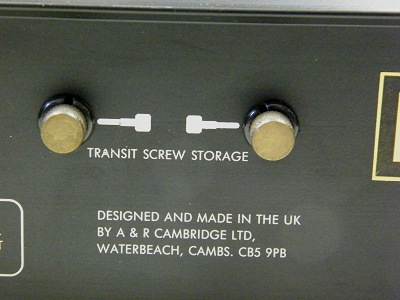 TRANSIT SCREW STORAGE
DESIGNED AND MADE IN THE UK
BY A & R CAMBRIDGE LTD,
WATERBEACH, CAMBS. CB5 9PB